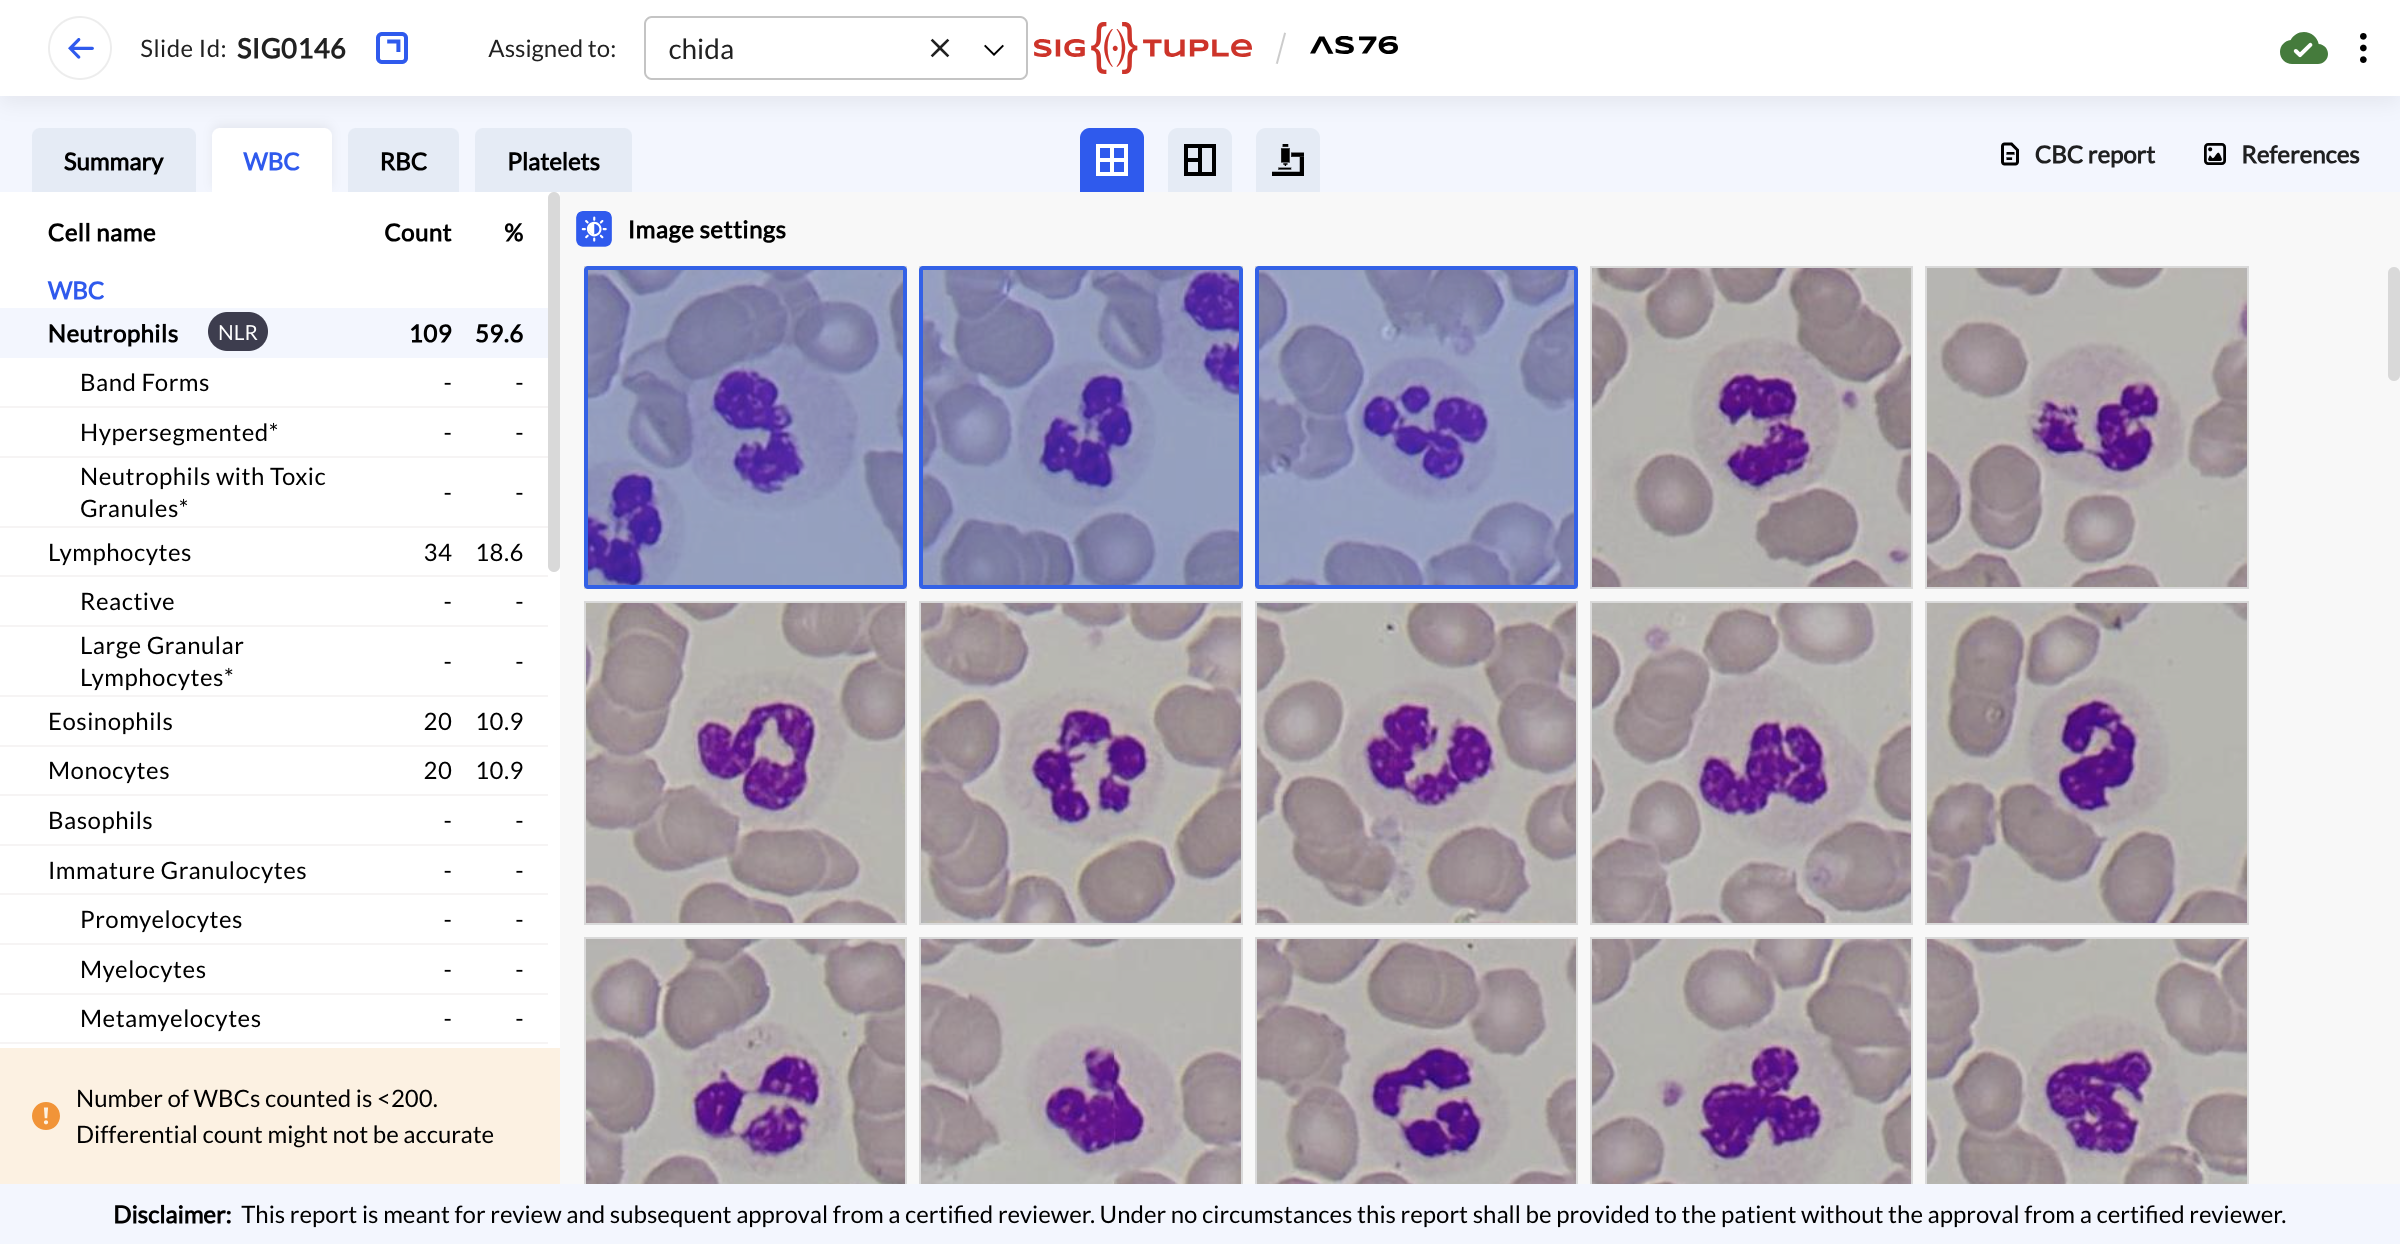 Slide Id: SIG0146
Assigned to: chida
SIG TUPLE / AS76
Summary
WBC
RBC
Platelets
CBC report
References
Cell name Count %
WBC
Neutrophils NLR 109 59.6
Band Forms - -
Hypersegmented* - -
Neutrophils with Toxic
Granules* - -
Lymphocytes 34 18.6
Reactive - -
Large Granular
Lymphocytes* - -
Eosinophils 20 10.9
Monocytes 20 10.9
Basophils - -
Immature Granulocytes - -
Promyelocytes - -
Myelocytes - -
Metamyelocytes - -
Number of WBCs counted is <200.
Differential count might not be accurate
Image settings
Disclaimer: This report is meant for review and subsequent approval from a certified reviewer. Under no circumstances this report shall be provided to the patient without the approval from a certified reviewer.